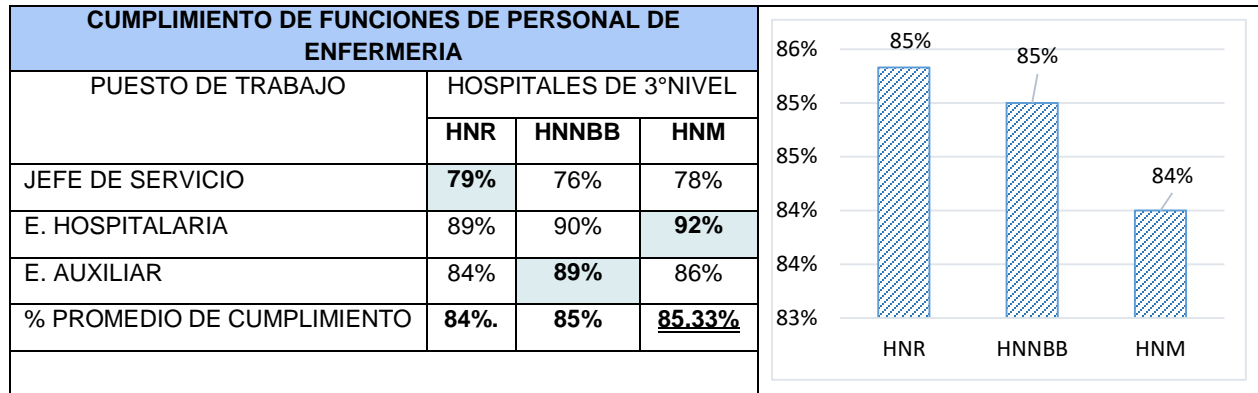 CUMPLIMIENTO DE FUNCIONES DE PERSONAL DE
ENFERMERIA
PUESTO DE TRABAJO HOSPITALES DE 3°NIVEL
HNR HNNBB HNM
JEFE DE SERVICIO 79% 76% 78%
E. HOSPITALARIA 89% 90% 92%
E. AUXILIAR 84% 89% 86%
% PROMEDIO DE CUMPLIMIENTO 84%. 85% 85.33%
86%
85%
85%
84%
84%
83%
85%
85%
84%
HNR HNNBB HNM